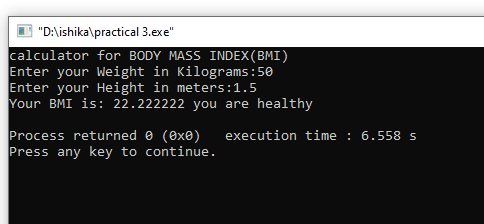 "D:\ishika\practical 3.exe"
calculator for BODY MASS INDEX(BMI)
Enter your Weight in Kilograms:50
Enter your Height in meters:1.5
Your BMI is: 22.222222 you are healthy
Process returned 0 (0x0)   execution time : 6.558 s
Press any key to continue.